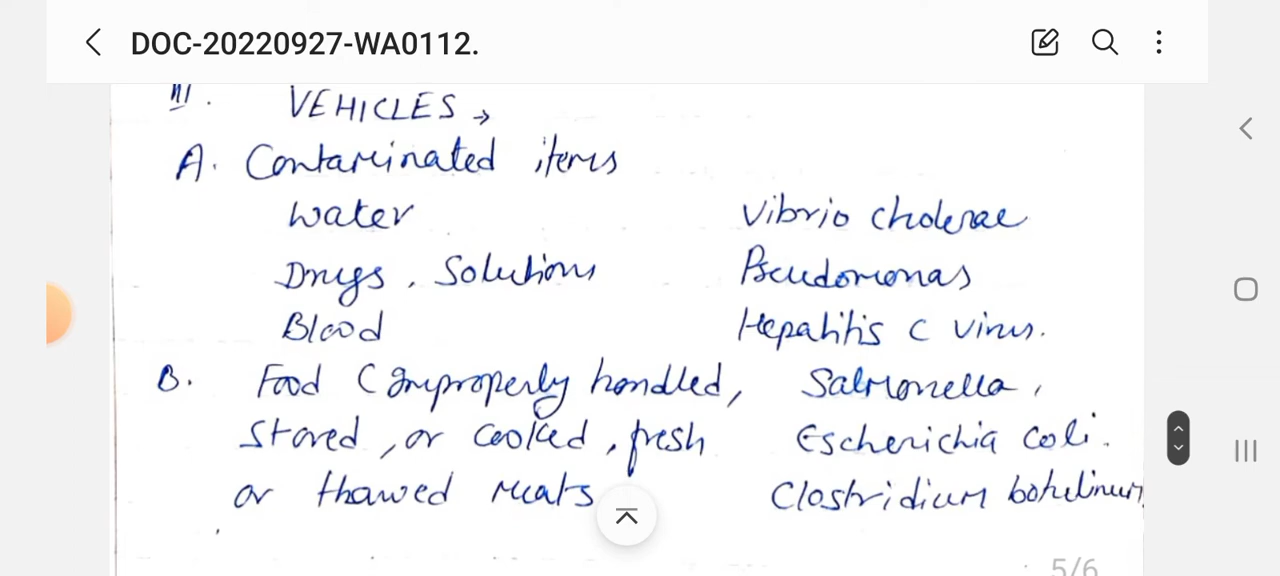 DOC-20220927-WA0112.
III. VEHICLES →
A. Contaminated items
Water Vibrio cholerae
Drugs, Solutions Pseudomonas
Blood Hepatitis C virus.
B. Food (Improperly handled, Salmonella,
Stored, or cooked, fresh Escherichia coli.
or thawed meats Clostridium botulinum
5/6